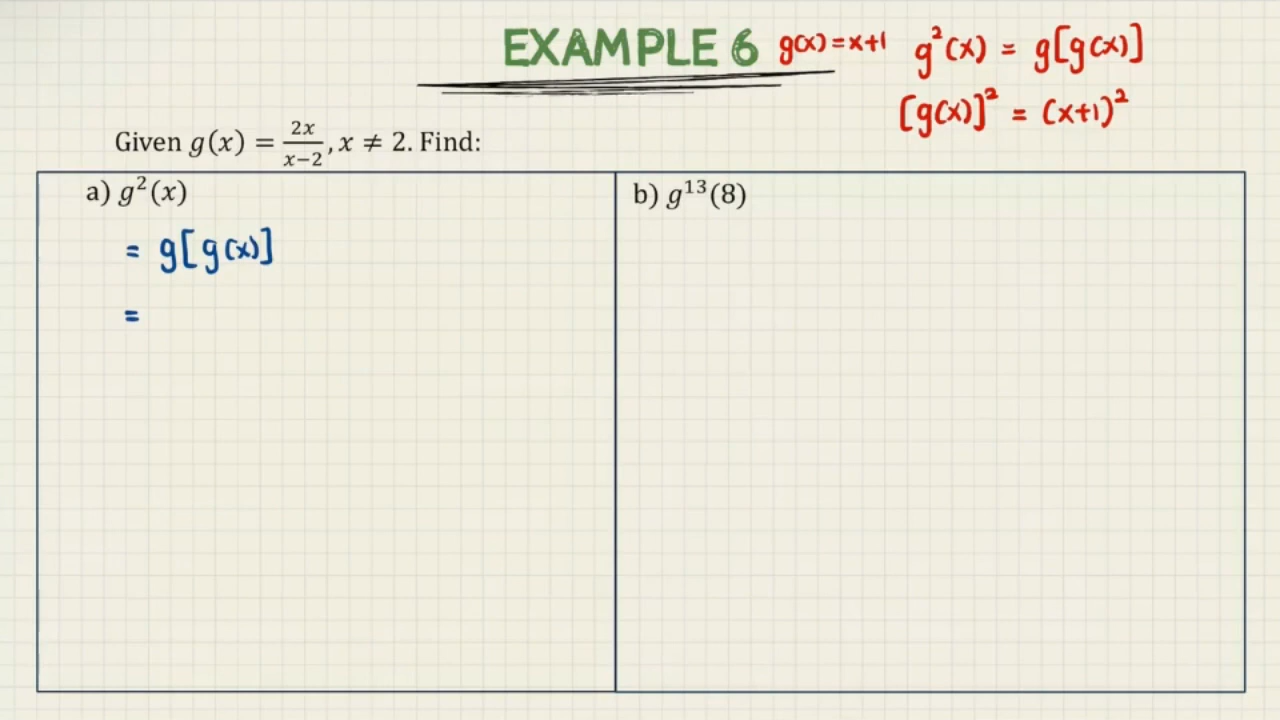 EXAMPLE 6
g(x) = x+1
g²(x) = g[g(x)]
[g(x)]² = (x+1)²
Given g(x) = 2x/x−2, x ≠ 2. Find:
a) g²(x)
= g[g(x)]
=
b) g¹³(8)